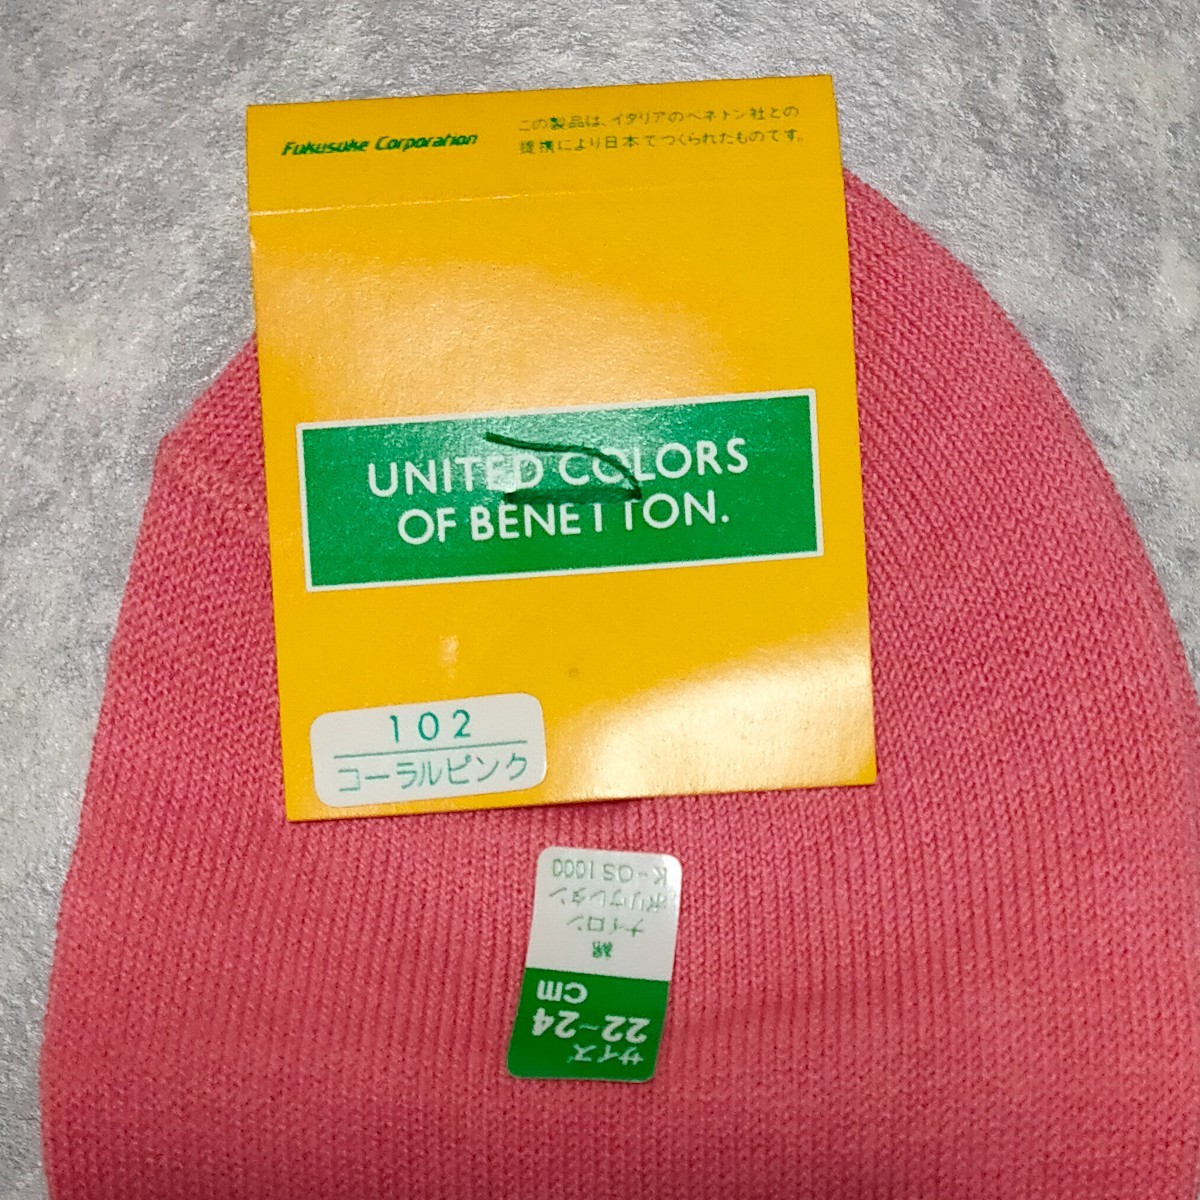 Fukusuke Corporation
この製品は、イタリアのベネトン社との
提携により日本でつくられたものです。
UNITED COLORS
OF BENETTON.
102
コーラルピンク
サイズ
22~24
cm
綿
ナイロン
ポリウレタン
K-QS1000